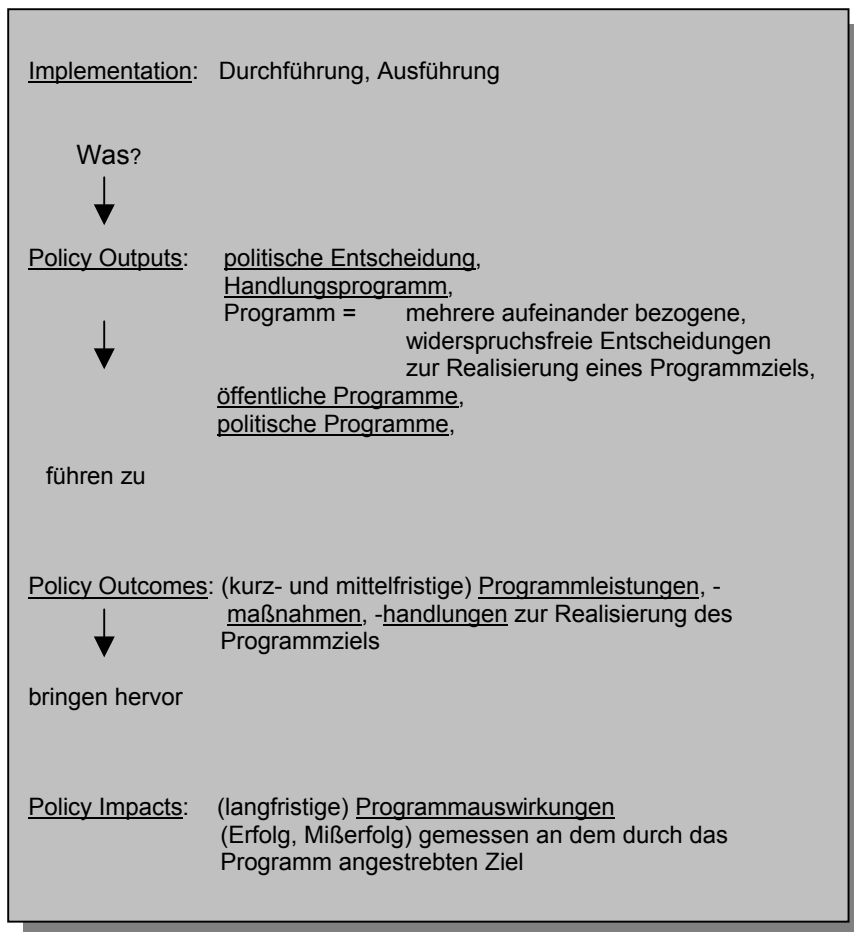 Implementation: Durchführung, Ausführung
Was?
Policy Outputs: politische Entscheidung,
Handlungsprogramm,
Programm = mehrere aufeinander bezogene,
widerspruchsfreie Entscheidungen
zur Realisierung eines Programmziels,
öffentliche Programme,
politische Programme,
führen zu
Policy Outcomes: (kurz- und mittelfristige) Programmleistungen, -
maßnahmen, -handlungen zur Realisierung des
Programmziels
bringen hervor
Policy Impacts: (langfristige) Programmauswirkungen
(Erfolg, Mißerfolg) gemessen an dem durch das
Programm angestrebten Ziel